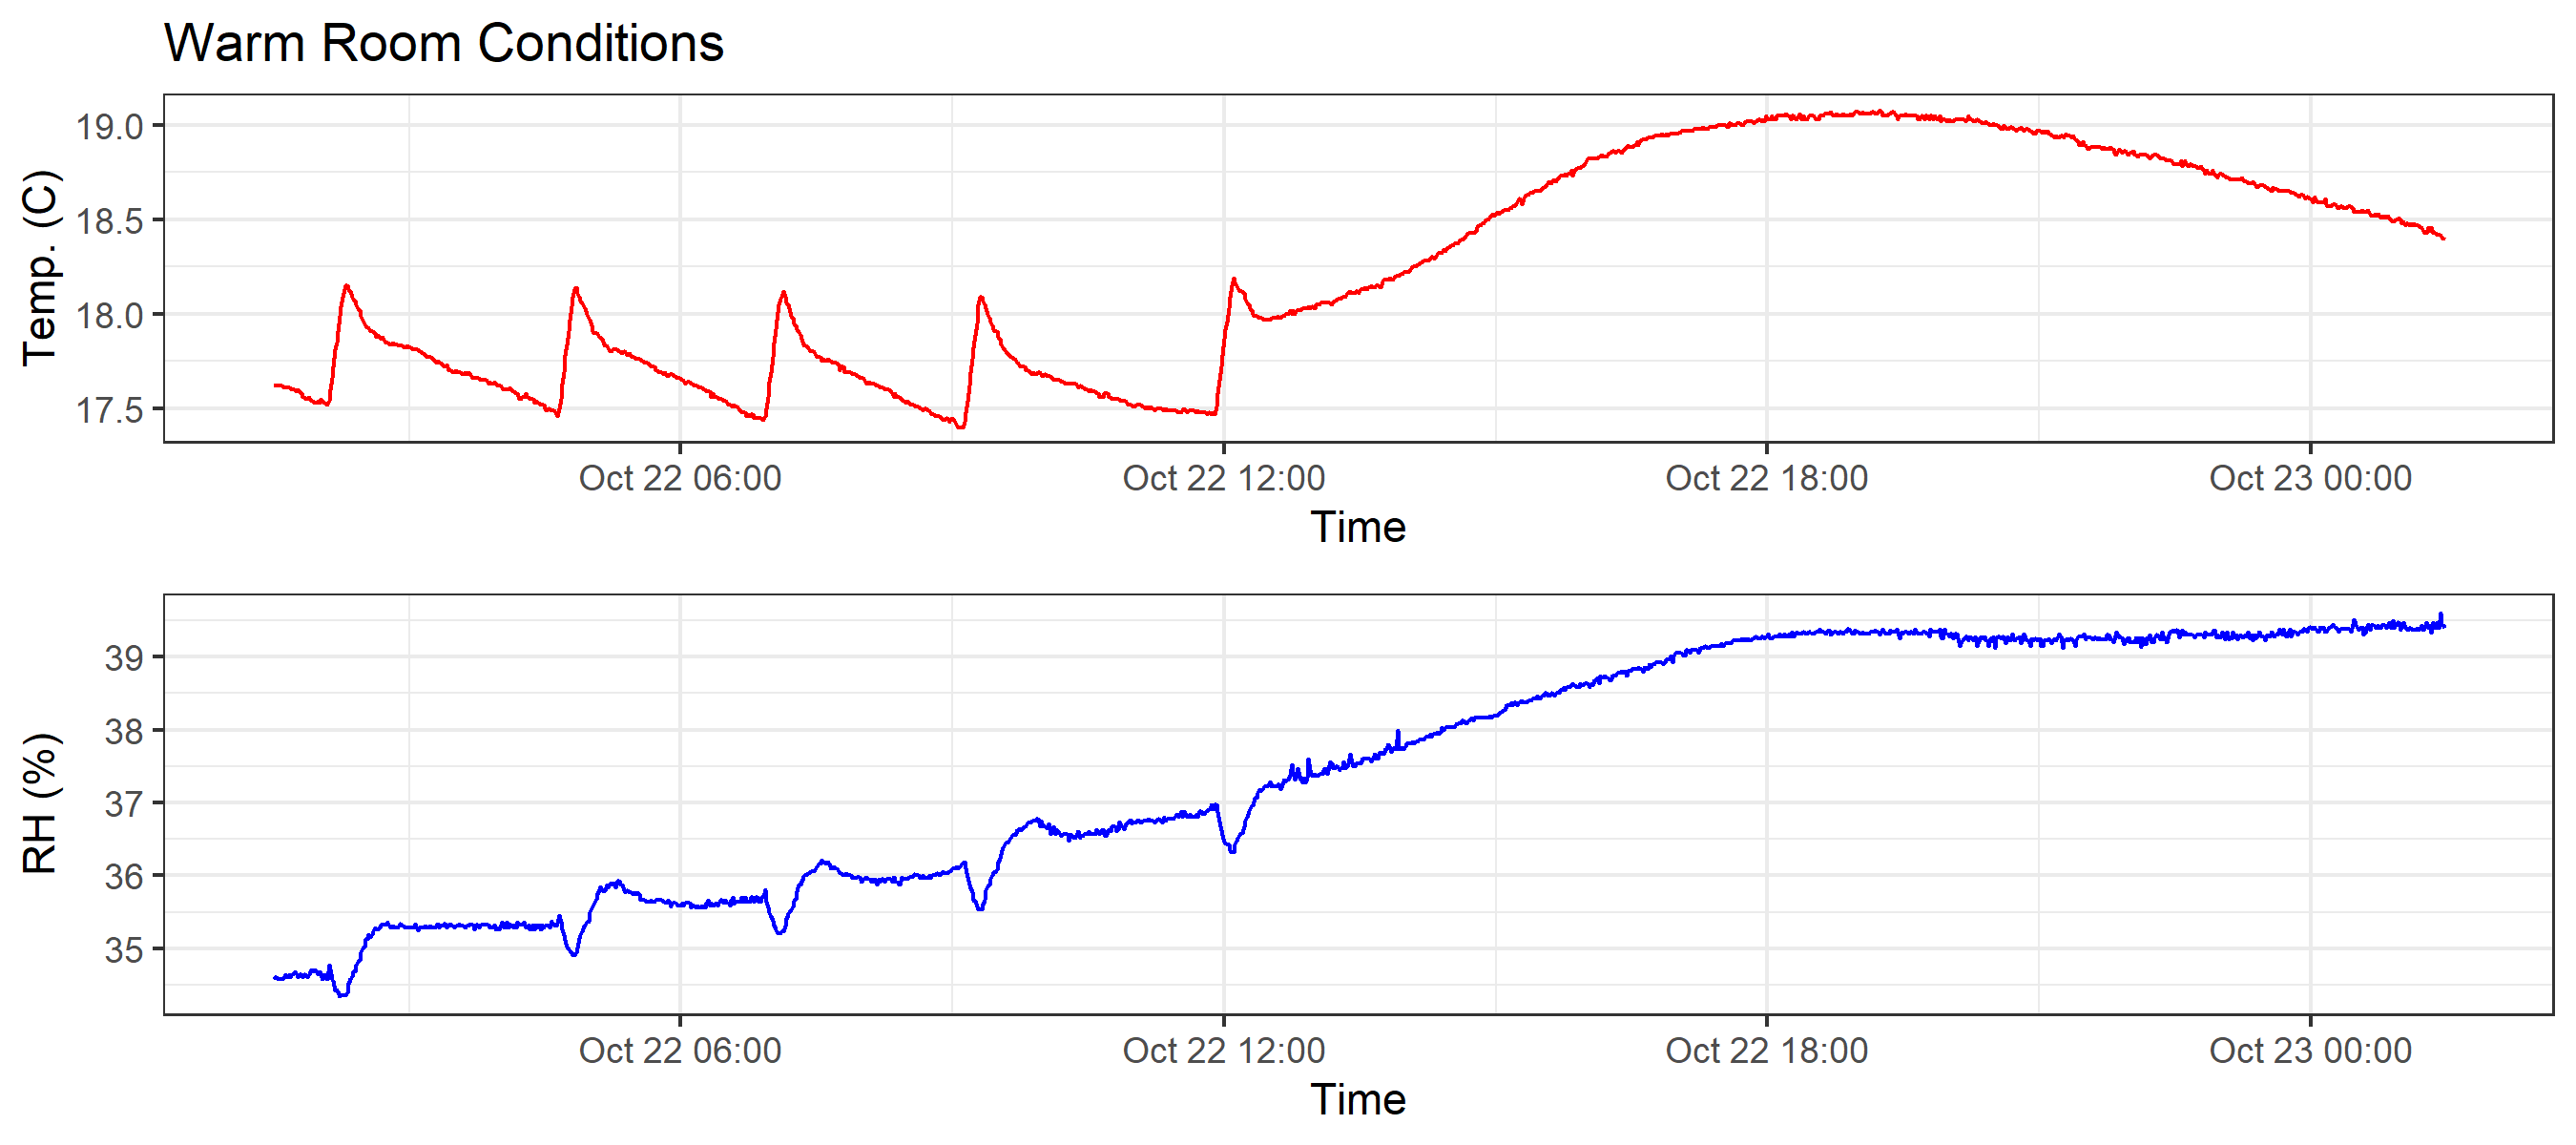 Warm Room Conditions
Temp. (C)
19.0
18.5
18.0
17.5
Oct 22 06:00 Oct 22 12:00 Oct 22 18:00 Oct 23 00:00
Time
RH (%)
39
38
37
36
35
Oct 22 06:00 Oct 22 12:00 Oct 22 18:00 Oct 23 00:00
Time